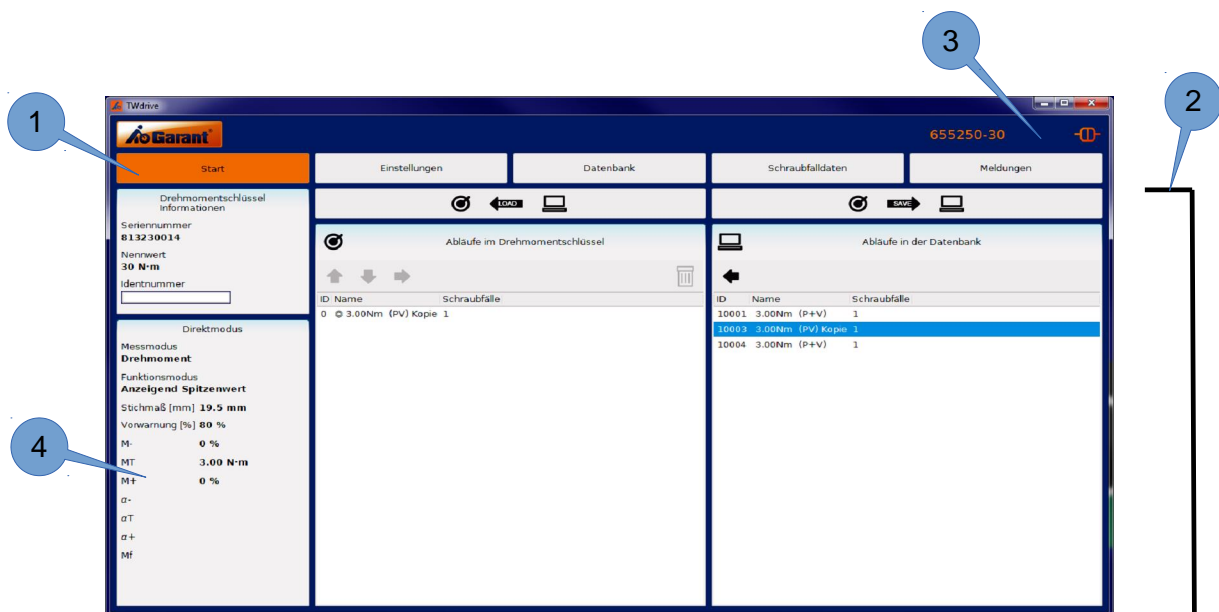 3
2
1
TWdrive
Garant
655250-30
Start
Einstellungen
Datenbank
Schraubfalldaten
Meldungen
Drehmomentschlüssel
Informationen
Seriennummer
813230014
Nennwert
30 N·m
Identnummer
LOAD
SAVE
Abläufe im Drehmomentschlüssel
ID Name Schraubfälle
0 3.00Nm (PV) Kopie 1
Abläufe in der Datenbank
ID Name Schraubfälle
10001 3.00Nm (P+V) 1
10003 3.00Nm (PV) Kopie 1
10004 3.00Nm (P+V) 1
Direktmodus
Messmodus
Drehmoment
Funktionsmodus
Anzeigend Spitzenwert
Stichmaß [mm] 19.5 mm
Vorwarnung [%] 80 %
4
M- 0 %
MT 3.00 N·m
M+ 0 %
α-
αT
α+
Mf